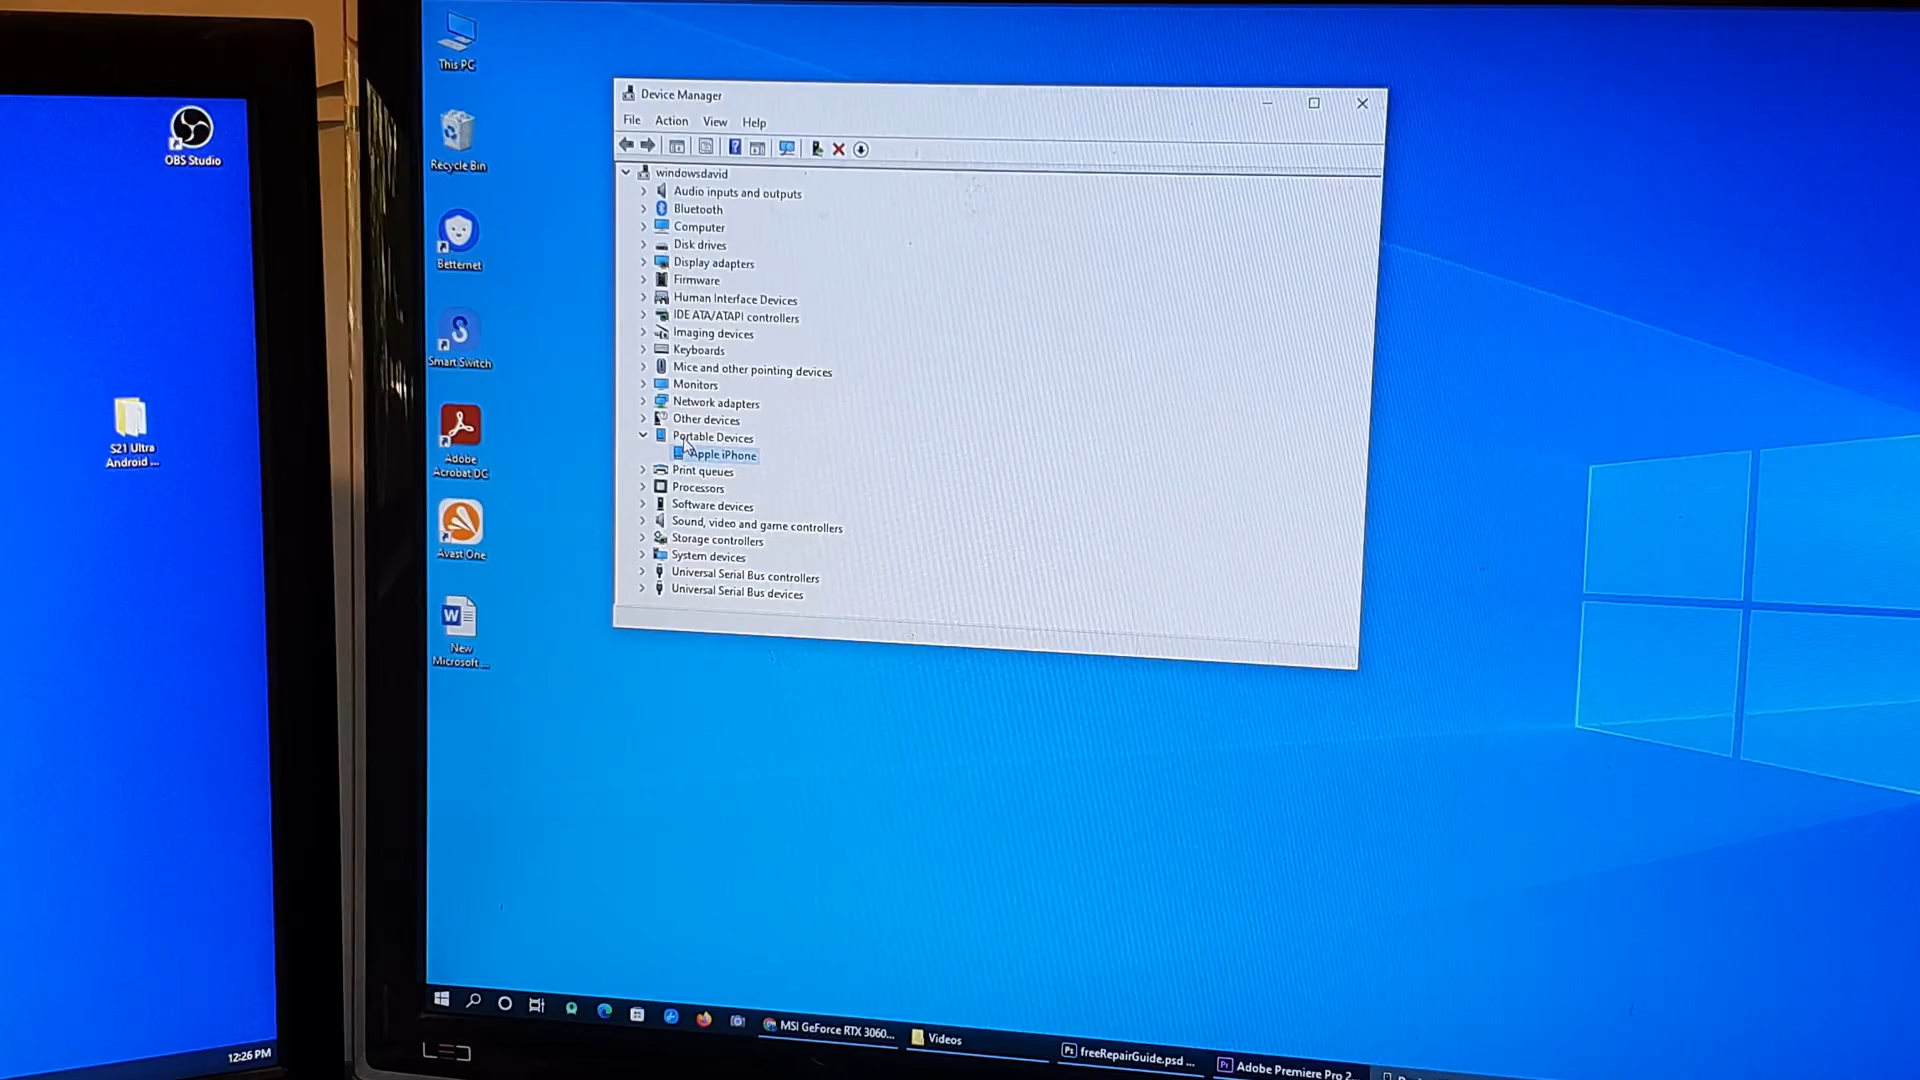 OBS Studio
S21 Ultra
Android ...
12:26 PM
This PC
Recycle Bin
Betternet
Smart Switch
Adobe
Acrobat DC
Avast One
New
Microsoft ...
Device Manager
File Action View Help
windowsdavid
Audio inputs and outputs
Bluetooth
Computer
Disk drives
Display adapters
Firmware
Human Interface Devices
IDE ATA/ATAPI controllers
Imaging devices
Keyboards
Mice and other pointing devices
Monitors
Network adapters
Other devices
Portable Devices
Apple iPhone
Print queues
Processors
Software devices
Sound, video and game controllers
Storage controllers
System devices
Universal Serial Bus controllers
Universal Serial Bus devices
MSI GeForce RTX 3060...
Videos
freeRepairGuide.psd ...
Adobe Premiere Pro 2...